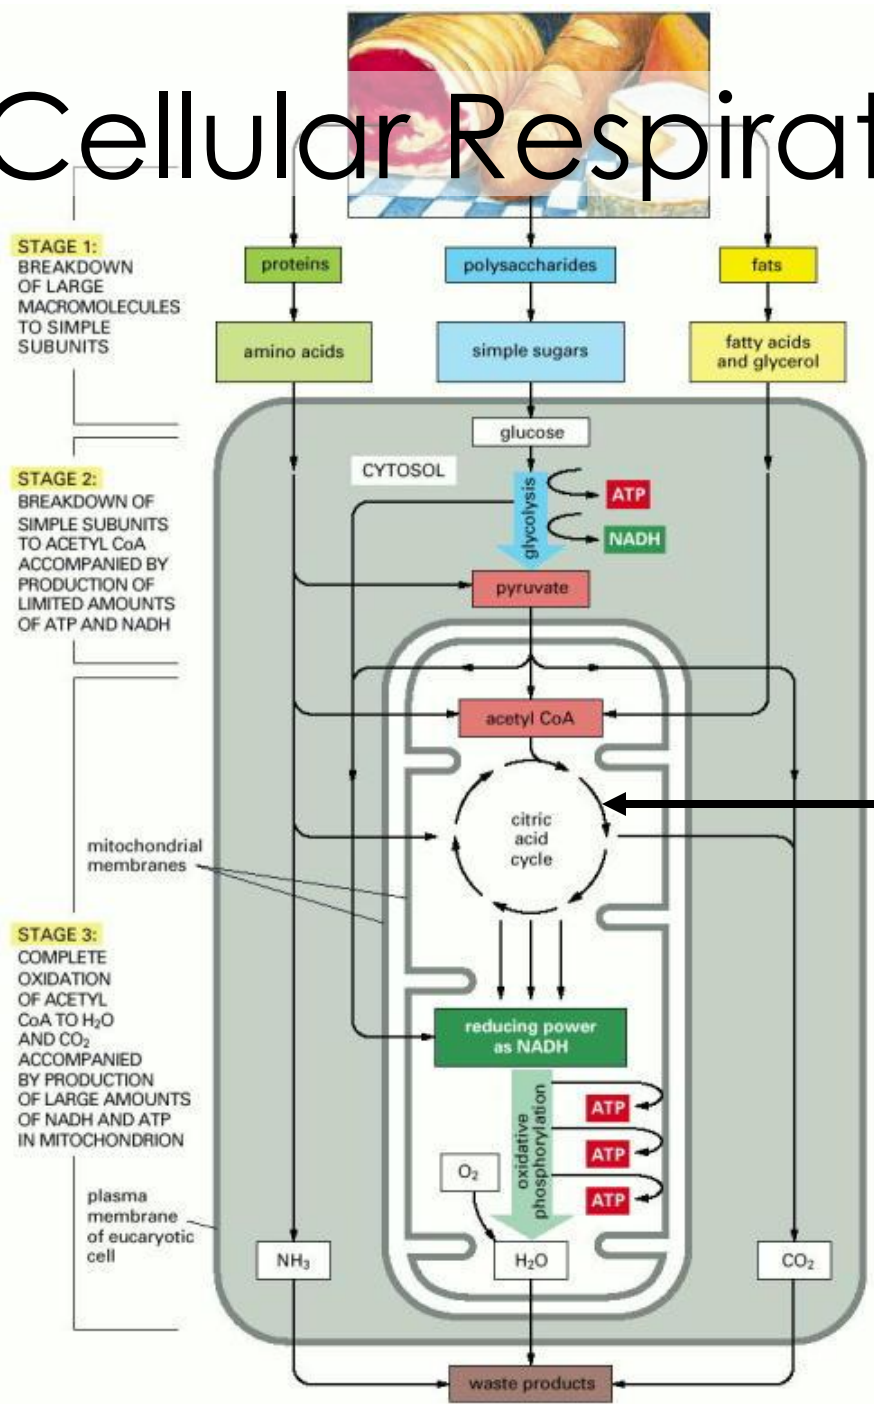 Cellular Respirat
STAGE 1:
BREAKDOWN
OF LARGE
MACROMOLECULES
TO SIMPLE
SUBUNITS
proteins
polysaccharides
fats
amino acids
simple sugars
fatty acids
and glycerol
glucose
CYTOSOL
STAGE 2:
BREAKDOWN OF
SIMPLE SUBUNITS
TO ACETYL CoA
ACCOMPANIED BY
PRODUCTION OF
LIMITED AMOUNTS
OF ATP AND NADH
glycolysis
ATP
NADH
pyruvate
acetyl CoA
citric
acid
cycle
mitochondrial
membranes
STAGE 3:
COMPLETE
OXIDATION
OF ACETYL
CoA TO H₂O
AND CO₂
ACCOMPANIED
BY PRODUCTION
OF LARGE AMOUNTS
OF NADH AND ATP
IN MITOCHONDRION
reducing power
as NADH
oxidative
phosphorylation
ATP
ATP
ATP
O₂
plasma
membrane
of eucaryotic
cell
NH₃
H₂O
CO₂
waste products